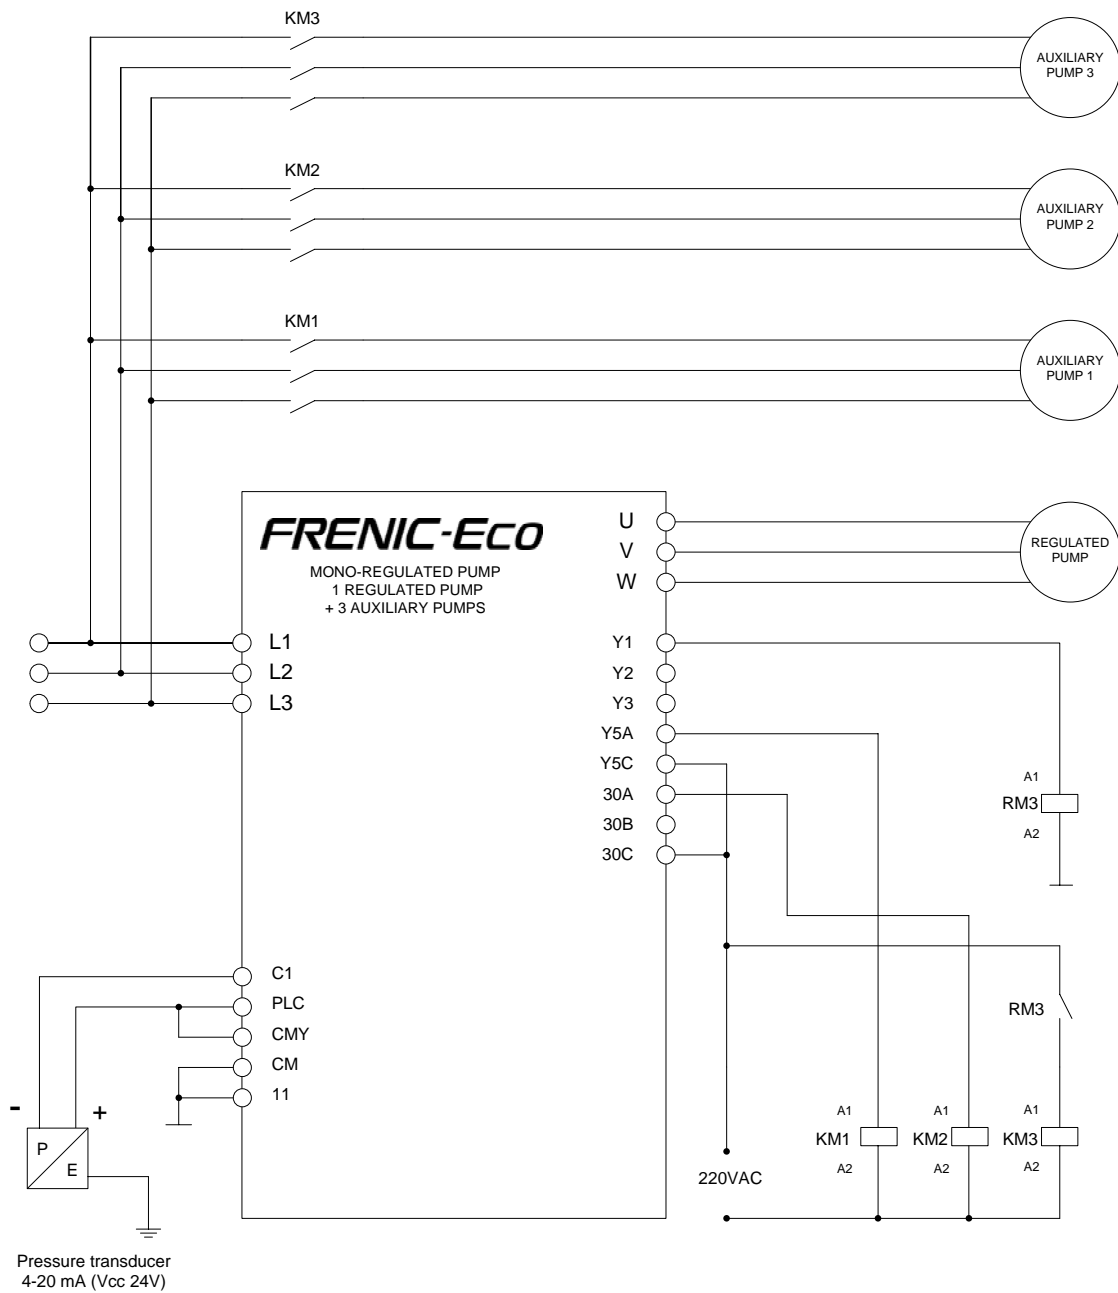 KM3
AUXILIARY
PUMP 3
KM2
AUXILIARY
PUMP 2
KM1
AUXILIARY
PUMP 1
FRENIC-Eco
MONO-REGULATED PUMP
1 REGULATED PUMP
+ 3 AUXILIARY PUMPS
U
V
W
REGULATED
PUMP
L1
L2
L3
Y1
Y2
Y3
Y5A
Y5C
30A
30B
30C
A1
RM3
A2
C1
PLC
CMY
CM
11
RM3
- +
P
E
A1
KM1
A2
A1
KM2
A2
A1
KM3
A2
220VAC
Pressure transducer
4-20 mA (Vcc 24V)